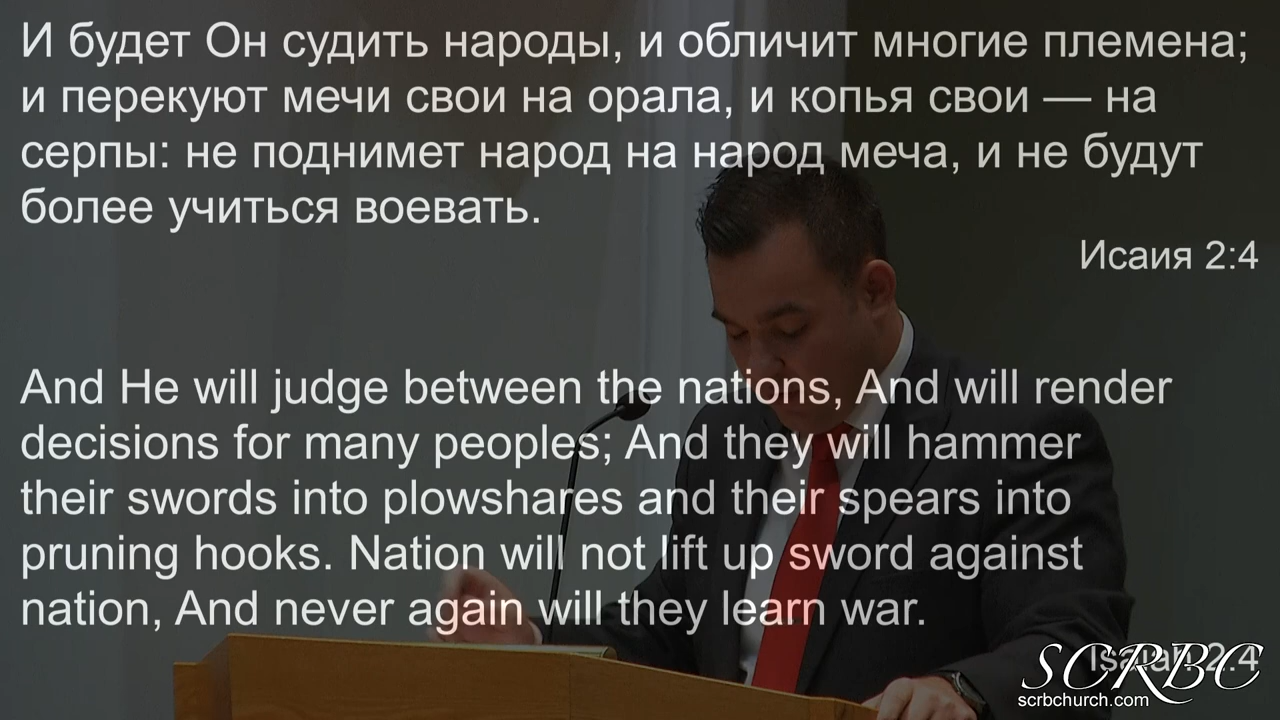 И будет Он судить народы, и обличит многие племена;
и перекуют мечи свои на орала, и копья свои — на
серпы: не поднимет народ на народ меча, и не будут
более учиться воевать.
Исаия 2:4
And He will judge between the nations, And will render
decisions for many peoples; And they will hammer
their swords into plowshares and their spears into
pruning hooks. Nation will not lift up sword against
nation, And never again will they learn war.
Isaiah 2:4
SCRBC
scrbchurch.com